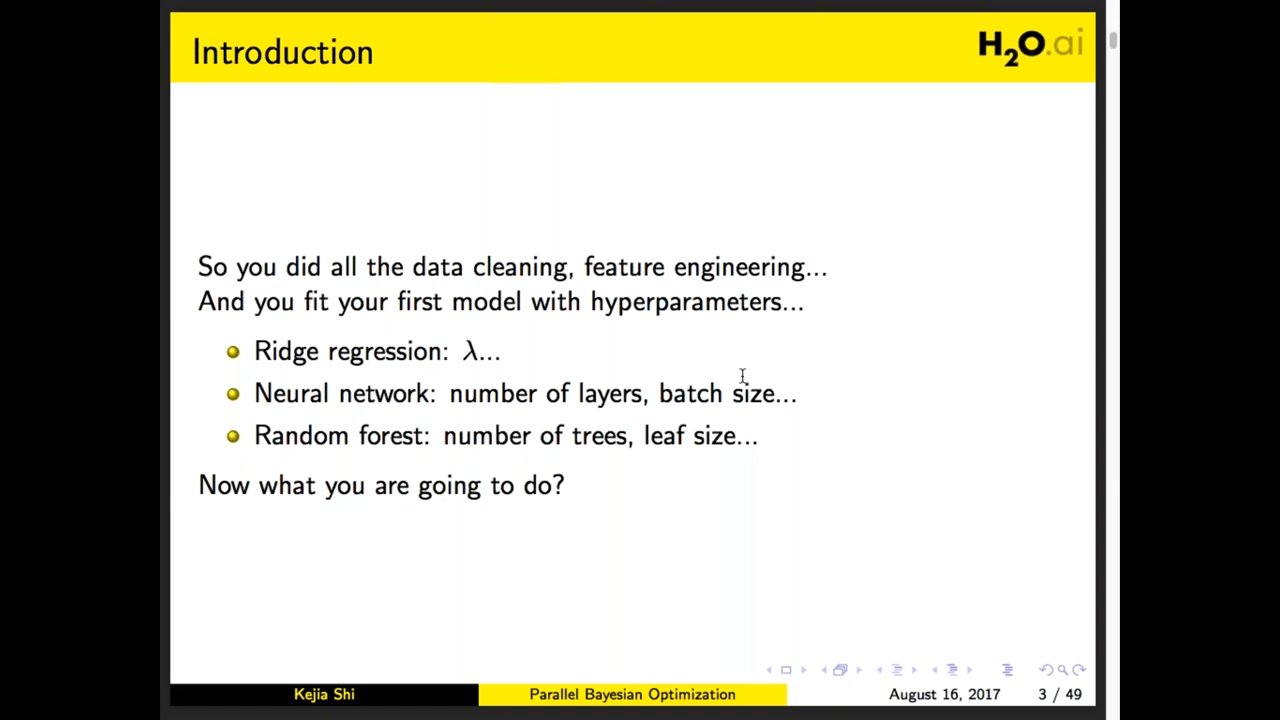 Introduction
H2O.ai
So you did all the data cleaning, feature engineering...
And you fit your first model with hyperparameters...
Ridge regression: λ...
Neural network: number of layers, batch size...
Random forest: number of trees, leaf size...
Now what you are going to do?
Kejia Shi
Parallel Bayesian Optimization
August 16, 2017
3 / 49